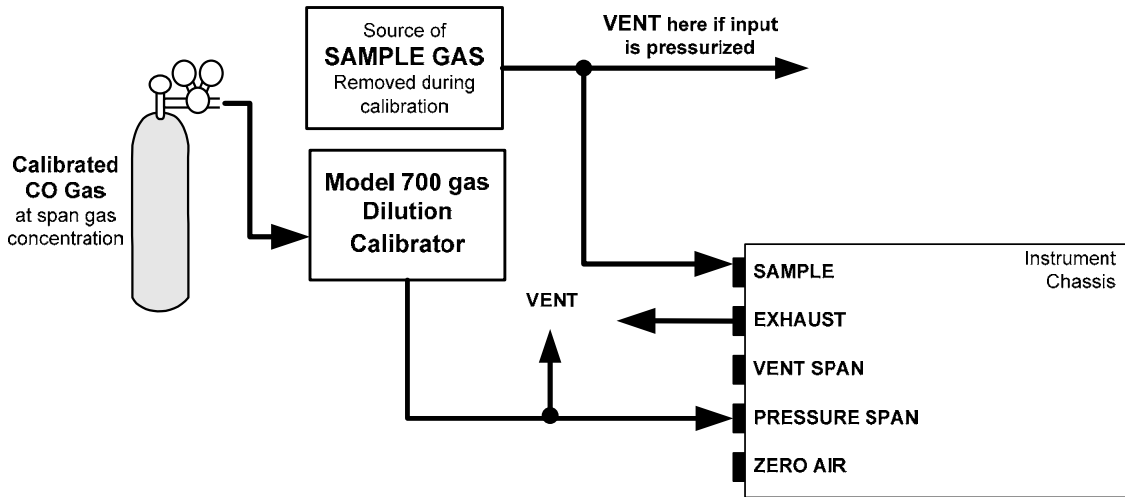 Source of
SAMPLE GAS
Removed during
calibration
VENT here if input
is pressurized
Calibrated
CO Gas
at span gas
concentration
Model 700 gas
Dilution
Calibrator
VENT
Instrument
Chassis
SAMPLE
EXHAUST
VENT SPAN
PRESSURE SPAN
ZERO AIR